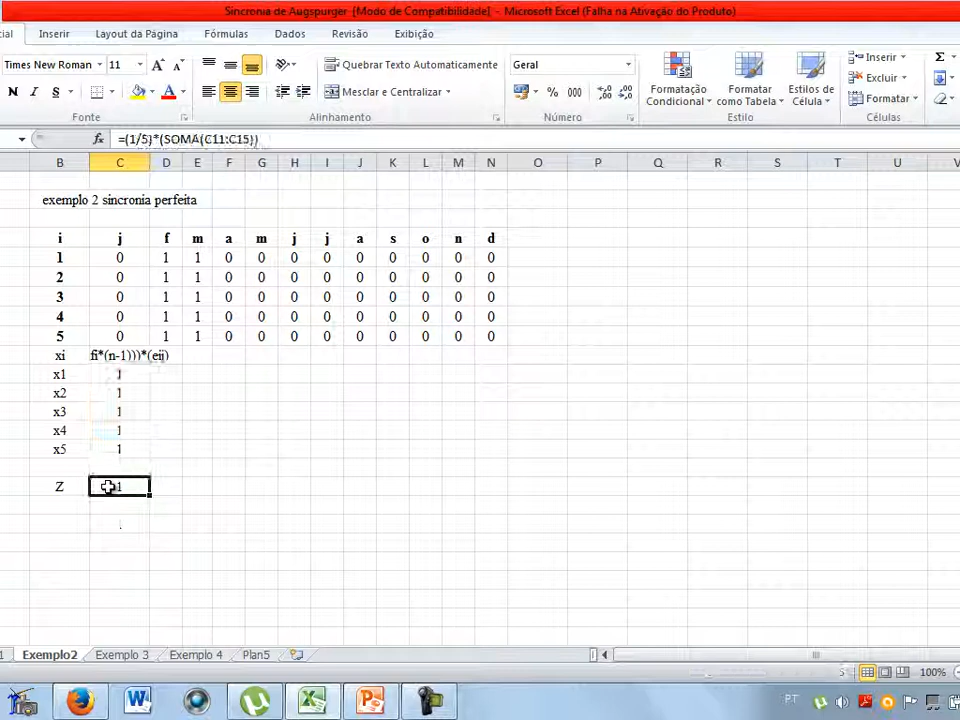 Sincronia de Augspurger [Modo de Compatibilidade] - Microsoft Excel (Falha na Ativação do Produto)
ial Inserir Layout da Página Fórmulas Dados Revisão Exibição
Times New Roman 11 A A Quebrar Texto Automaticamente Geral Inserir Σ
N I S A Mesclar e Centralizar % 000 Formatação Condicional Formatar como Tabela Estilos de Célula Excluir
Formatar
Fonte Alinhamento Número Estilo Células
fx =(1/5)*(SOMA(C11:C15))
B C D E F G H I J K L M N O P Q R S T U V
exemplo 2 sincronia perfeita
i j f m a m j j a s o n d
1 0 1 1 0 0 0 0 0 0 0 0 0
2 0 1 1 0 0 0 0 0 0 0 0 0
3 0 1 1 0 0 0 0 0 0 0 0 0
4 0 1 1 0 0 0 0 0 0 0 0 0
5 0 1 1 0 0 0 0 0 0 0 0 0
xi fi*(n-1)))*(eij)
x1 1
x2 1
x3 1
x4 1
x5 1
Z 1
1 Exemplo2 Exemplo 3 Exemplo 4 Plan5
100%
PT